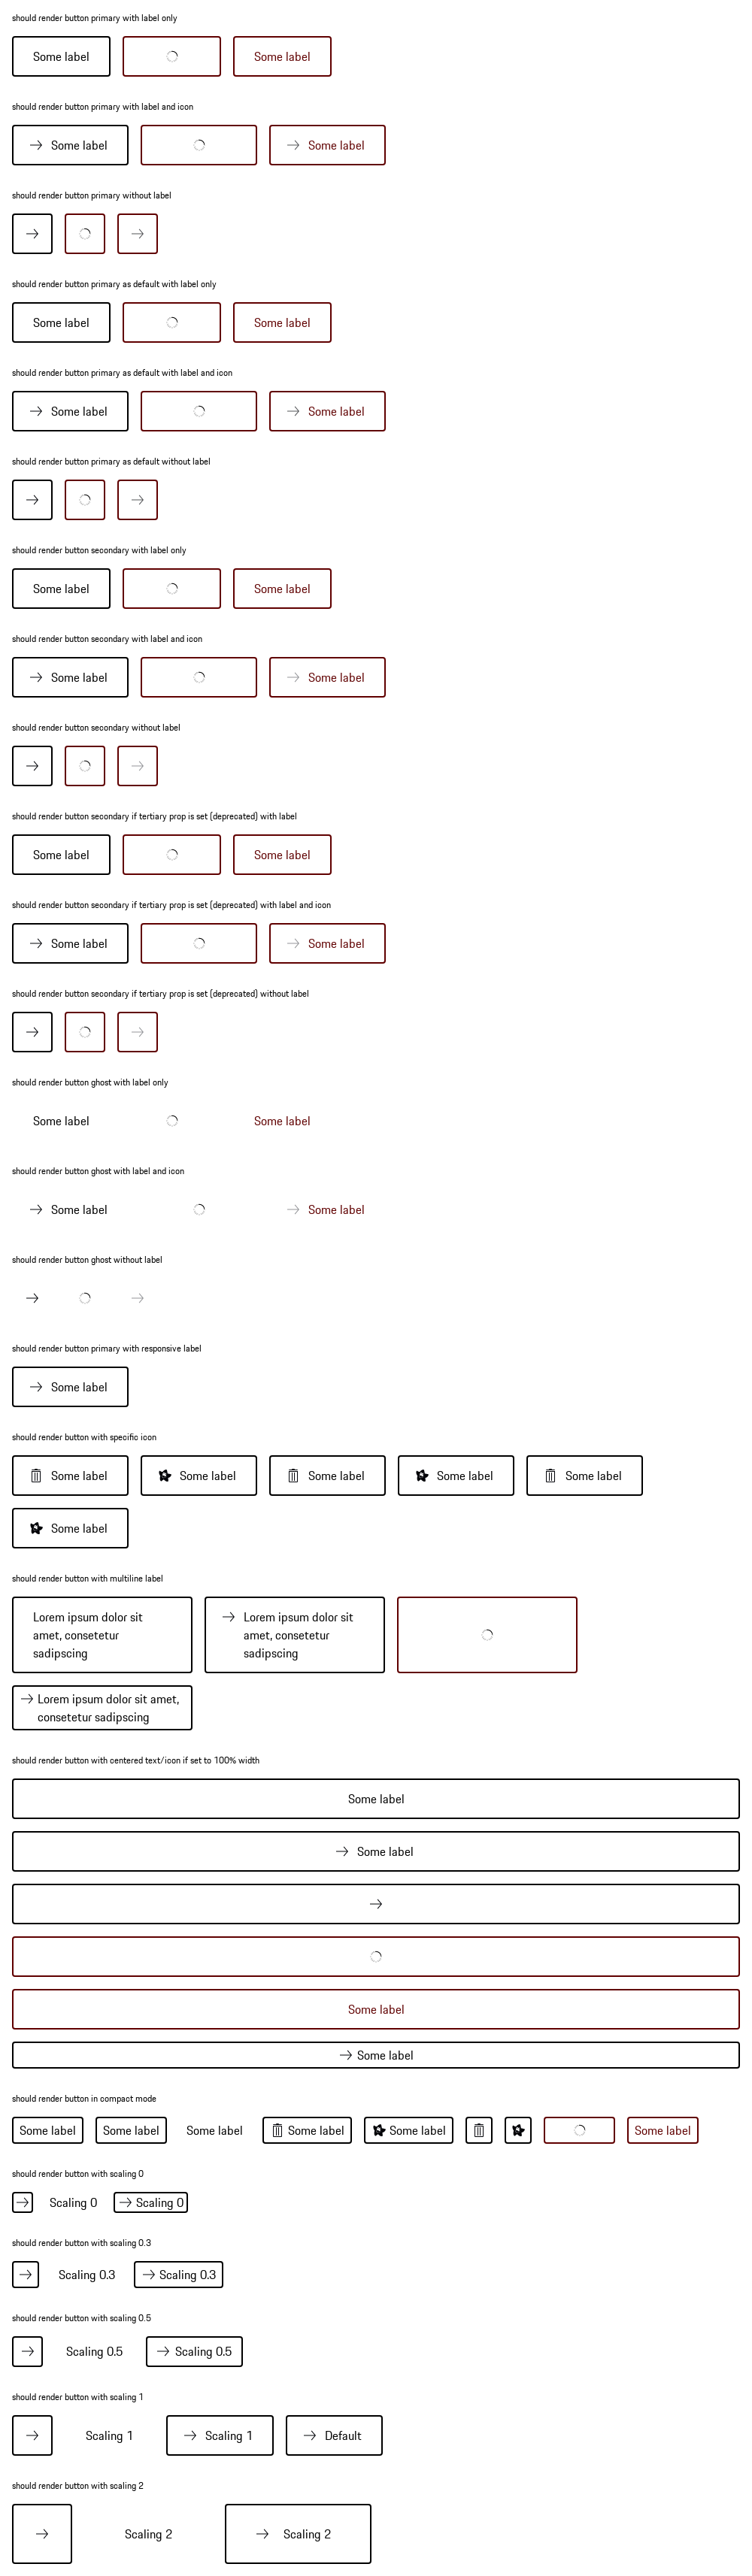 should render button primary with label only
Some label Some label
should render button primary with label and icon
Some label Some label
should render button primary without label
should render button primary as default with label only
Some label Some label
should render button primary as default with label and icon
Some label Some label
should render button primary as default without label
should render button secondary with label only
Some label Some label
should render button secondary with label and icon
Some label Some label
should render button secondary without label
should render button secondary if tertiary prop is set (deprecated) with label
Some label Some label
should render button secondary if tertiary prop is set (deprecated) with label and icon
Some label Some label
should render button secondary if tertiary prop is set (deprecated) without label
should render button ghost with label only
Some label Some label
should render button ghost with label and icon
Some label Some label
should render button ghost without label
should render button primary with responsive label
Some label
should render button with specific icon
Some label Some label Some label Some label Some label
Some label
should render button with multiline label
Lorem ipsum dolor sit
amet, consetetur
sadipscing
Lorem ipsum dolor sit
amet, consetetur
sadipscing
Lorem ipsum dolor sit amet,
consetetur sadipscing
should render button with centered text/icon if set to 100% width
Some label
Some label
Some label
Some label
should render button in compact mode
Some label Some label Some label Some label Some label Some label
should render button with scaling 0
Scaling 0 Scaling 0
should render button with scaling 0.3
Scaling 0.3 Scaling 0.3
should render button with scaling 0.5
Scaling 0.5 Scaling 0.5
should render button with scaling 1
Scaling 1 Scaling 1 Default
should render button with scaling 2
Scaling 2 Scaling 2